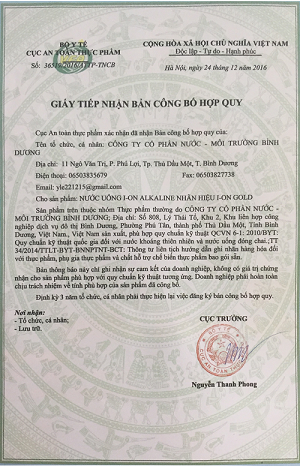 BỘ Y TẾ
CỤC AN TOÀN THỰC PHẨM
CỘNG HÒA XÃ HỘI CHỦ NGHĨA VIỆT NAM
Độc lập - Tự do - Hạnh phúc
/2016/ATTP-TNCB
Hà Nội, ngày 24 tháng 12 năm 2016
GIẤY TIẾP NHẬN BẢN CÔNG BỐ HỢP QUY
Cục An toàn thực phẩm xác nhận đã nhận Bản công bố hợp quy của:
Tên tổ chức, cá nhân: CÔNG TY CỔ PHẦN NƯỚC - MÔI TRƯỜNG BÌNH
DƯƠNG
Địa chỉ: 11 Ngô Văn Trị, P. Phú Lợi, Tp. Thủ Dầu Một, T. Bình Dương
Điện thoại: 06503835679 Fax: 06503827738
Email: yle221215@gmail.com
Cho sản phẩm: NƯỚC UỐNG I-ON ALKALINE NHÃN HIỆU I-ON GOLD
Sản phẩm trên thuộc nhóm Thực phẩm thường do CÔNG TY CỔ PHẦN NƯỚC -
MÔI TRƯỜNG BÌNH DƯƠNG; Địa chỉ: Số 808, Lý Thái Tổ, Khu 2, Khu liên hợp công
nghiệp dịch vụ đô thị Bình Dương, Phường Phú Tân, thành phố Thủ Dầu Một, Tỉnh Bình
Dương, Việt Nam., Việt Nam sản xuất, phù hợp quy chuẩn kỹ thuật QCVN 6-1: 2010/BYT:
Quy chuẩn kỹ thuật quốc gia đối với nước khoáng thiên nhiên và nước uống đóng chai.;TT
34/2014/TTLT-BYT-BNNPTNT-BCT: Thông tư liên tịch hướng dẫn ghi nhãn hàng hóa đối
với thực phẩm, phụ gia thực phẩm và chất hỗ trợ chế biến thực phẩm bao gói sẵn.
Bản thông báo này chỉ ghi nhận sự cam kết của doanh nghiệp, không có giá trị chứng
nhận cho sản phẩm phù hợp với quy chuẩn kỹ thuật tương ứng. Doanh nghiệp phải hoàn toàn
chịu trách nhiệm về tính phù hợp của sản phẩm đã công bố.
Định kỳ 3 năm tổ chức, cá nhân phải thực hiện lại việc đăng ký bản công bố hợp quy.
Nơi nhận:
- Tổ chức, cá nhân;
- Lưu trữ.
CỤC TRƯỞNG
Nguyễn Thanh Phong